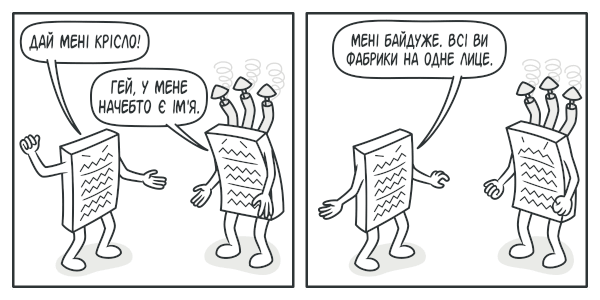 ДАЙ МЕНІ КРІСЛО!
ГЕЙ, У МЕНЕ
НАЧЕБТО Є ІМ'Я.
МЕНІ БАЙДУЖЕ. ВСІ ВИ
ФАБРИКИ НА ОДНЕ ЛИЦЕ.